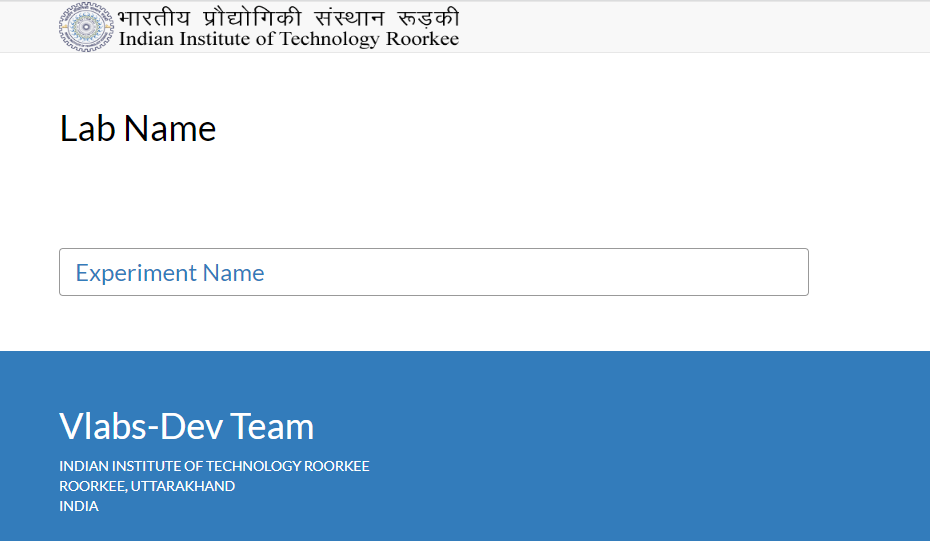 भारतीय प्रौद्योगिकी संस्थान रूड़की
Indian Institute of Technology Roorkee
Lab Name
Experiment Name
Vlabs-Dev Team
INDIAN INSTITUTE OF TECHNOLOGY ROORKEE
ROORKEE, UTTARAKHAND
INDIA